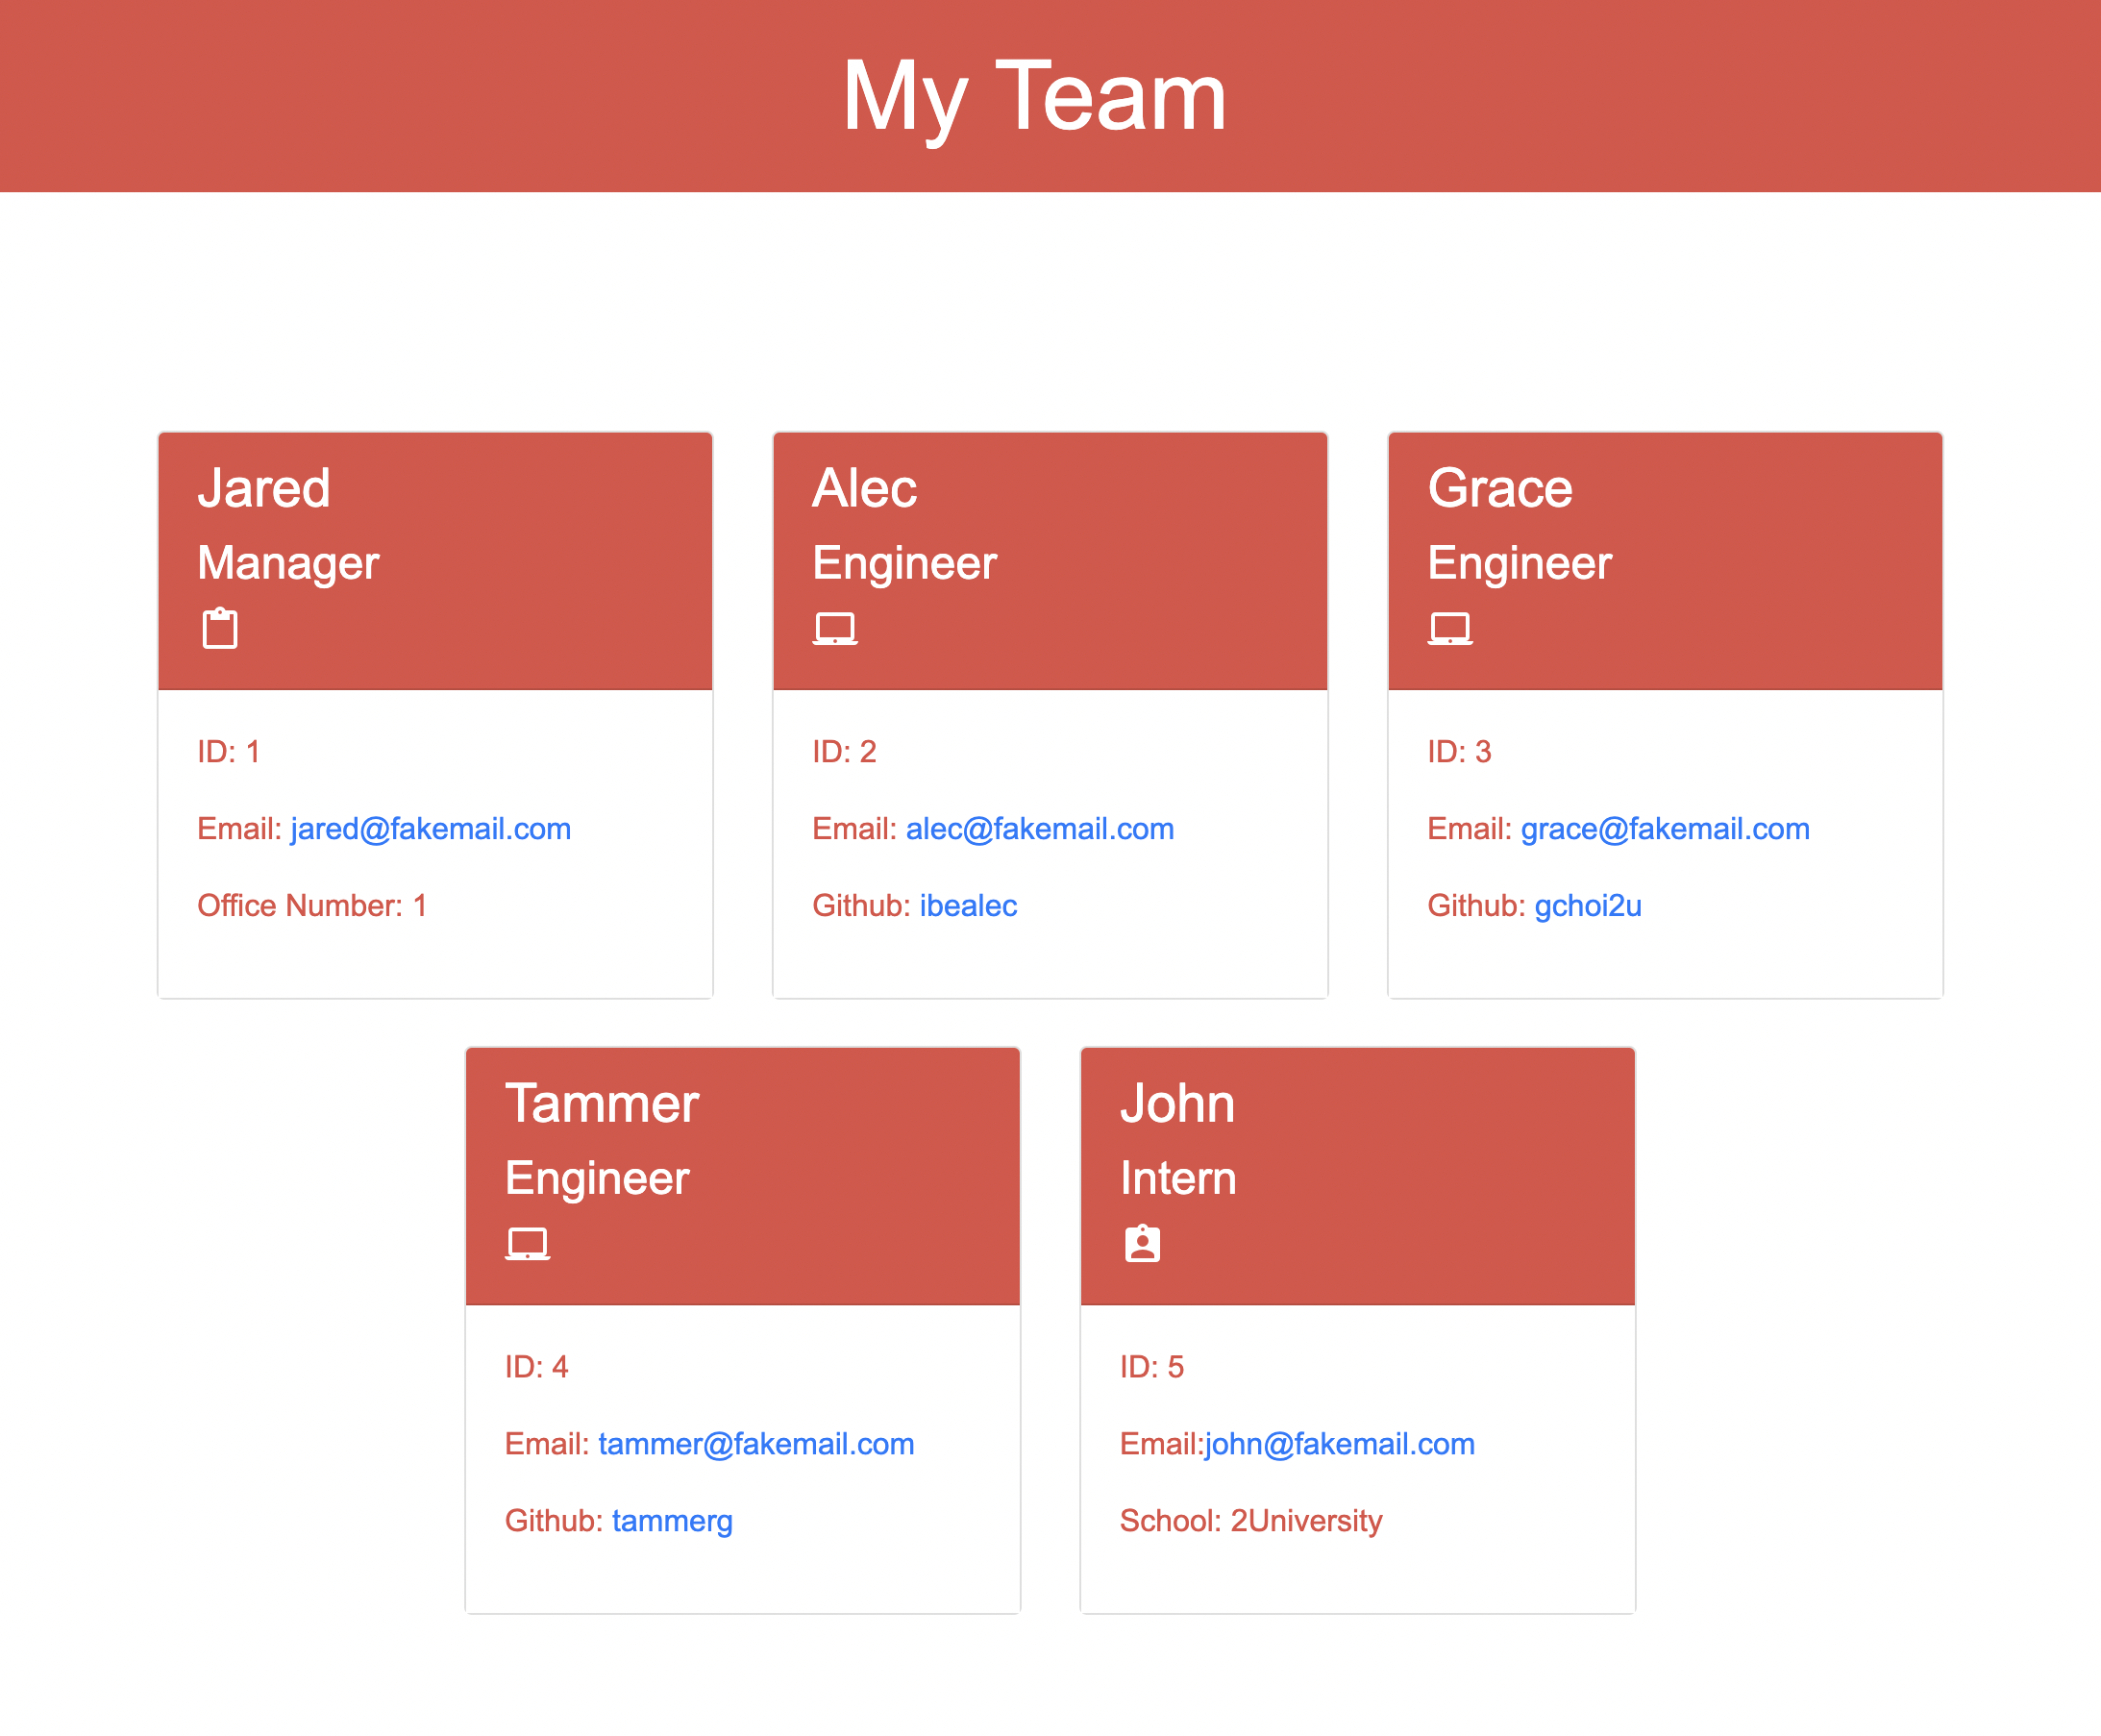 My Team
Jared
Manager
ID: 1
Email: jared@fakemail.com
Office Number: 1
Alec
Engineer
ID: 2
Email: alec@fakemail.com
Github: ibealec
Grace
Engineer
ID: 3
Email: grace@fakemail.com
Github: gchoi2u
Tammer
Engineer
ID: 4
Email: tammer@fakemail.com
Github: tammerg
John
Intern
ID: 5
Email:john@fakemail.com
School: 2University